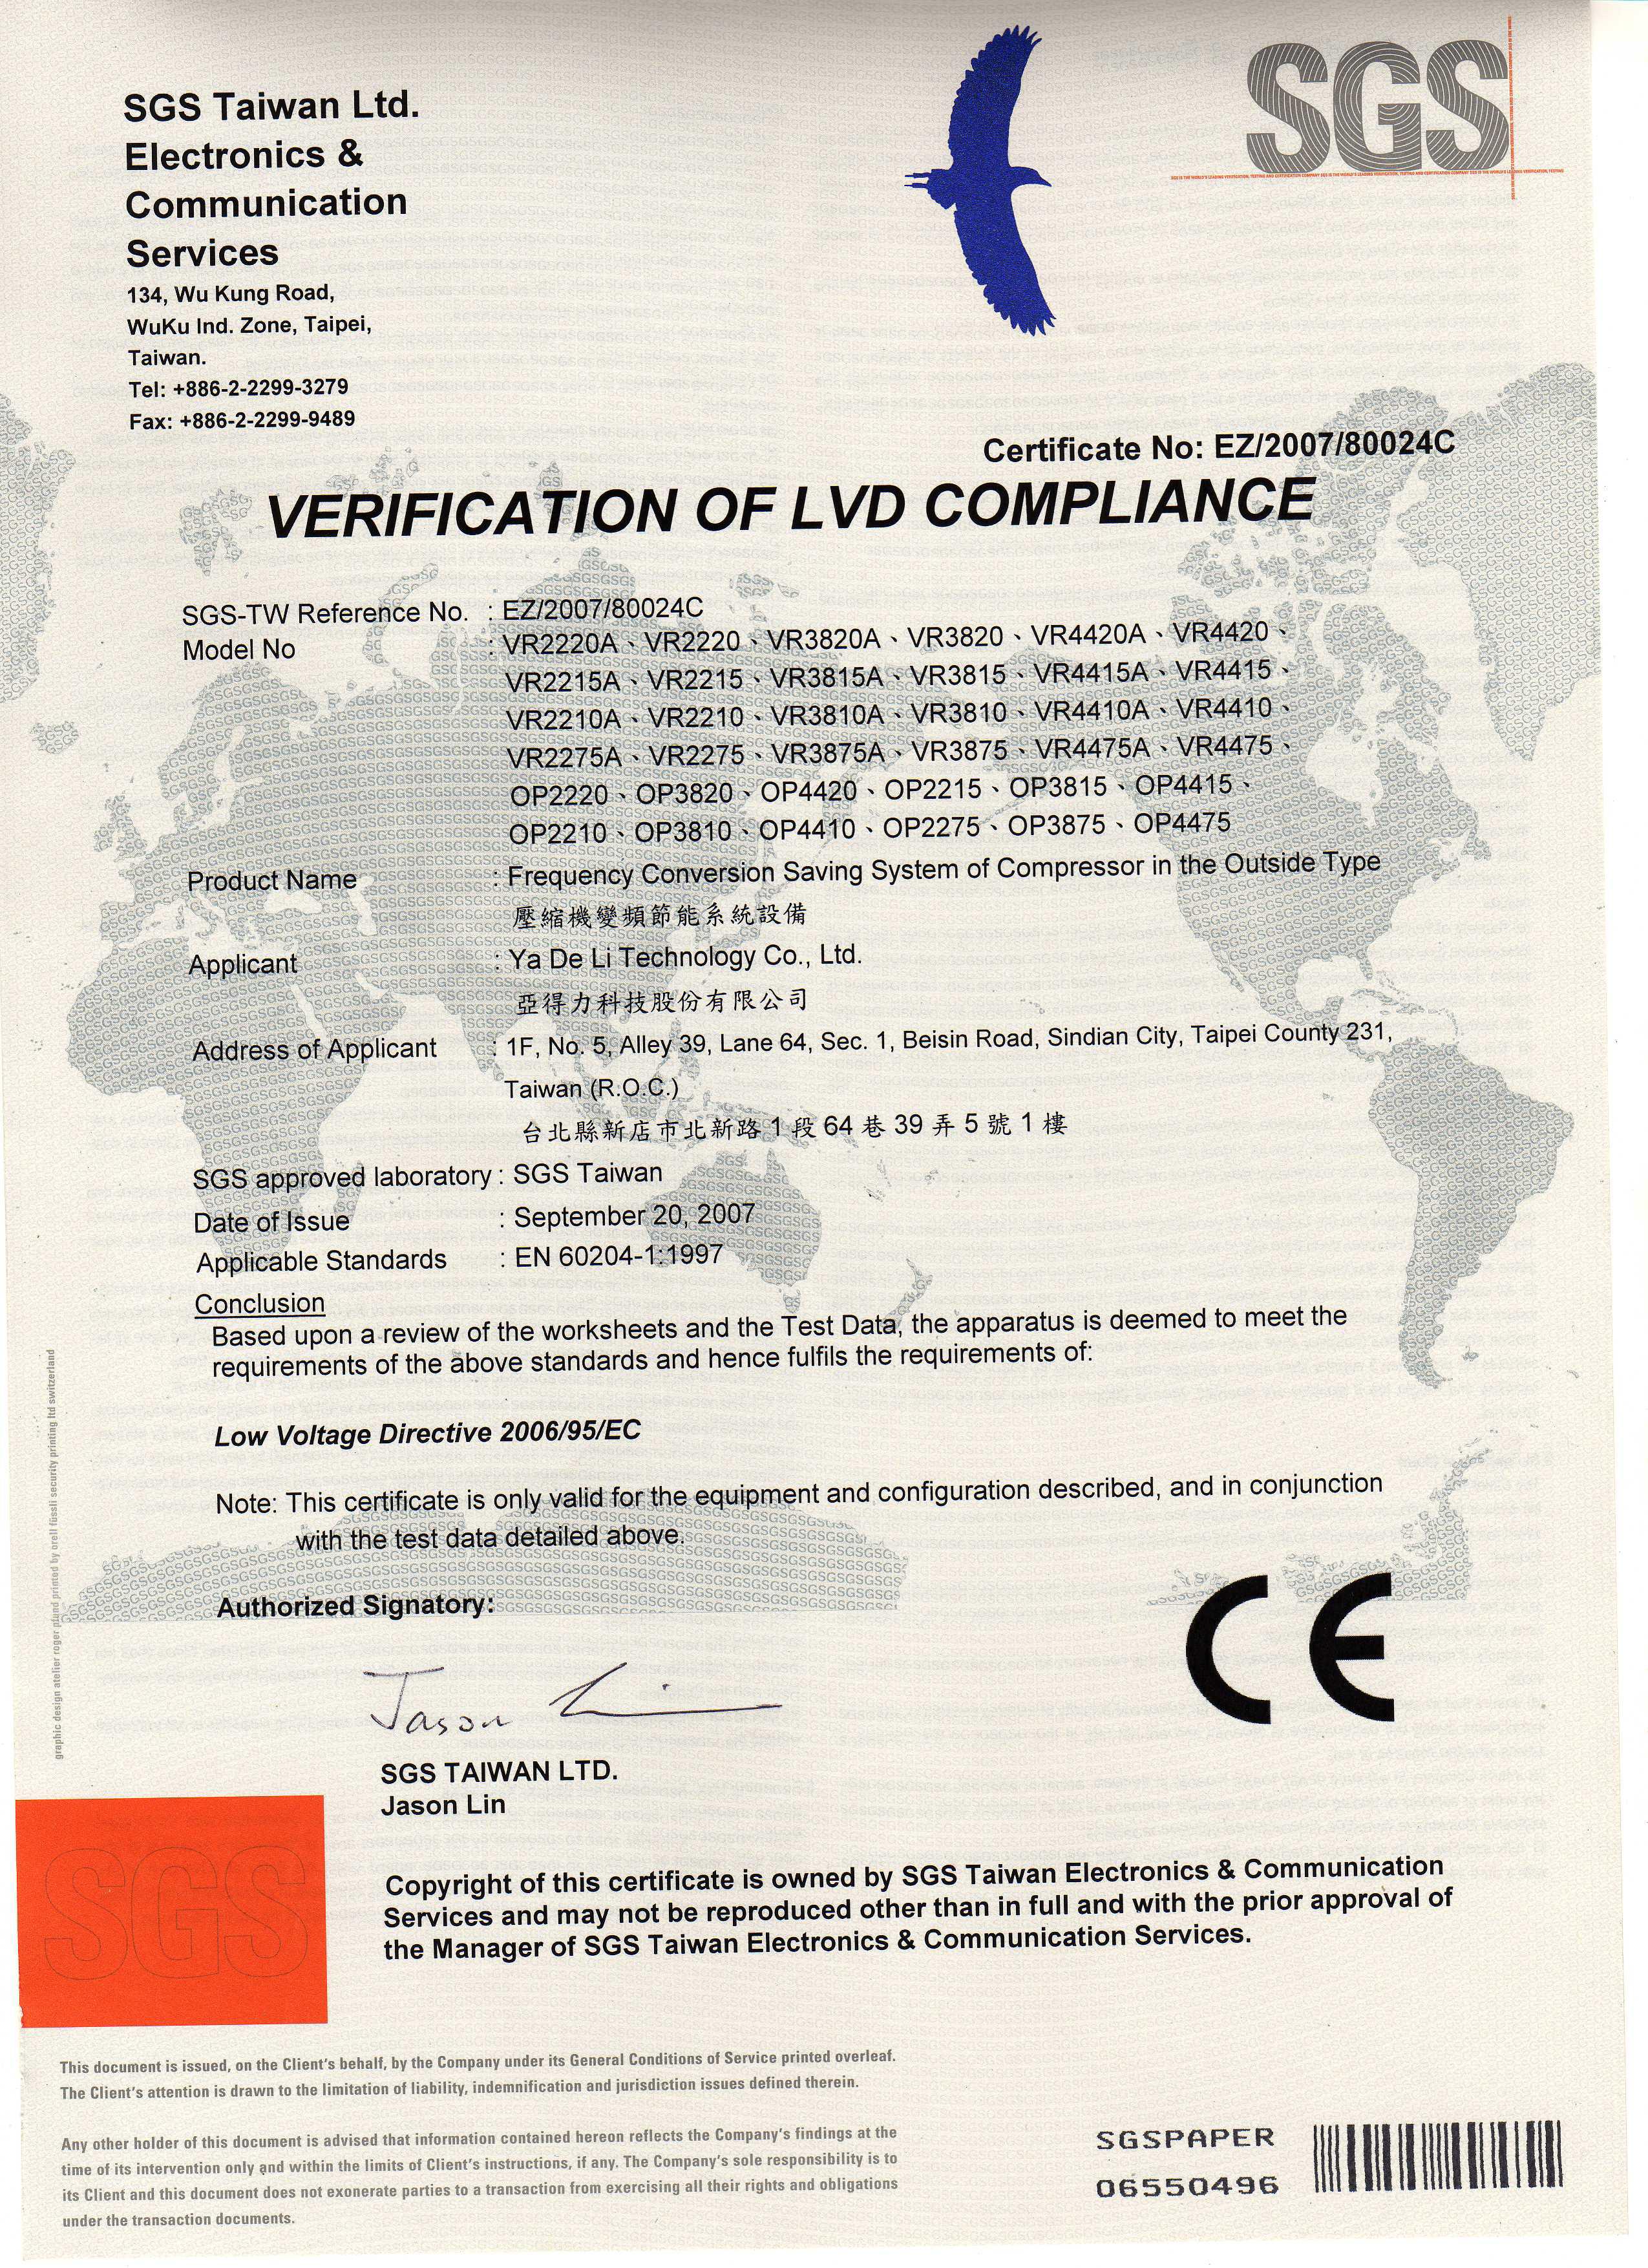 SGS Taiwan Ltd.
Electronics &
Communication
Services
134, Wu Kung Road,
WuKu Ind. Zone, Taipei,
Taiwan.
Tel: +886-2-2299-3279
Fax: +886-2-2299-9489
SGS
Certificate No: EZ/2007/80024C
VERIFICATION OF LVD COMPLIANCE
SGS-TW Reference No. : EZ/2007/80024C
Model No : VR2220A、VR2220、VR3820A、VR3820、VR4420A、VR4420、
VR2215A、VR2215、VR3815A、VR3815、VR4415A、VR4415、
VR2210A、VR2210、VR3810A、VR3810、VR4410A、VR4410、
VR2275A、VR2275、VR3875A、VR3875、VR4475A、VR4475、
OP2220、OP3820、OP4420、OP2215、OP3815、OP4415、
OP2210、OP3810、OP4410、OP2275、OP3875、OP4475
Product Name : Frequency Conversion Saving System of Compressor in the Outside Type
壓縮機變頻節能系統設備
Applicant : Ya De Li Technology Co., Ltd.
亞得力科技股份有限公司
Address of Applicant : 1F, No. 5, Alley 39, Lane 64, Sec. 1, Beisin Road, Sindian City, Taipei County 231,
Taiwan (R.O.C.)
台北縣新店市北新路 1 段 64 巷 39 弄 5 號 1 樓
SGS approved laboratory : SGS Taiwan
Date of Issue : September 20, 2007
Applicable Standards : EN 60204-1:1997
Conclusion
Based upon a review of the worksheets and the Test Data, the apparatus is deemed to meet the
requirements of the above standards and hence fulfils the requirements of:
Low Voltage Directive 2006/95/EC
Note: This certificate is only valid for the equipment and configuration described, and in conjunction
with the test data detailed above.
Authorized Signatory:
CE
Jason Lin
SGS TAIWAN LTD.
Jason Lin
SGS
Copyright of this certificate is owned by SGS Taiwan Electronics & Communication
Services and may not be reproduced other than in full and with the prior approval of
the Manager of SGS Taiwan Electronics & Communication Services.
This document is issued, on the Client's behalf, by the Company under its General Conditions of Service printed overleaf.
The Client's attention is drawn to the limitation of liability, indemnification and jurisdiction issues defined therein.
Any other holder of this document is advised that information contained hereon reflects the Company's findings at the
time of its intervention only and within the limits of Client's instructions, if any. The Company's sole responsibility is to
its Client and this document does not exonerate parties to a transaction from exercising all their rights and obligations
under the transaction documents.
SGSPAPER
06550496
graphic design atelier roger pfund printed by orell füssli security printing ltd switzerland